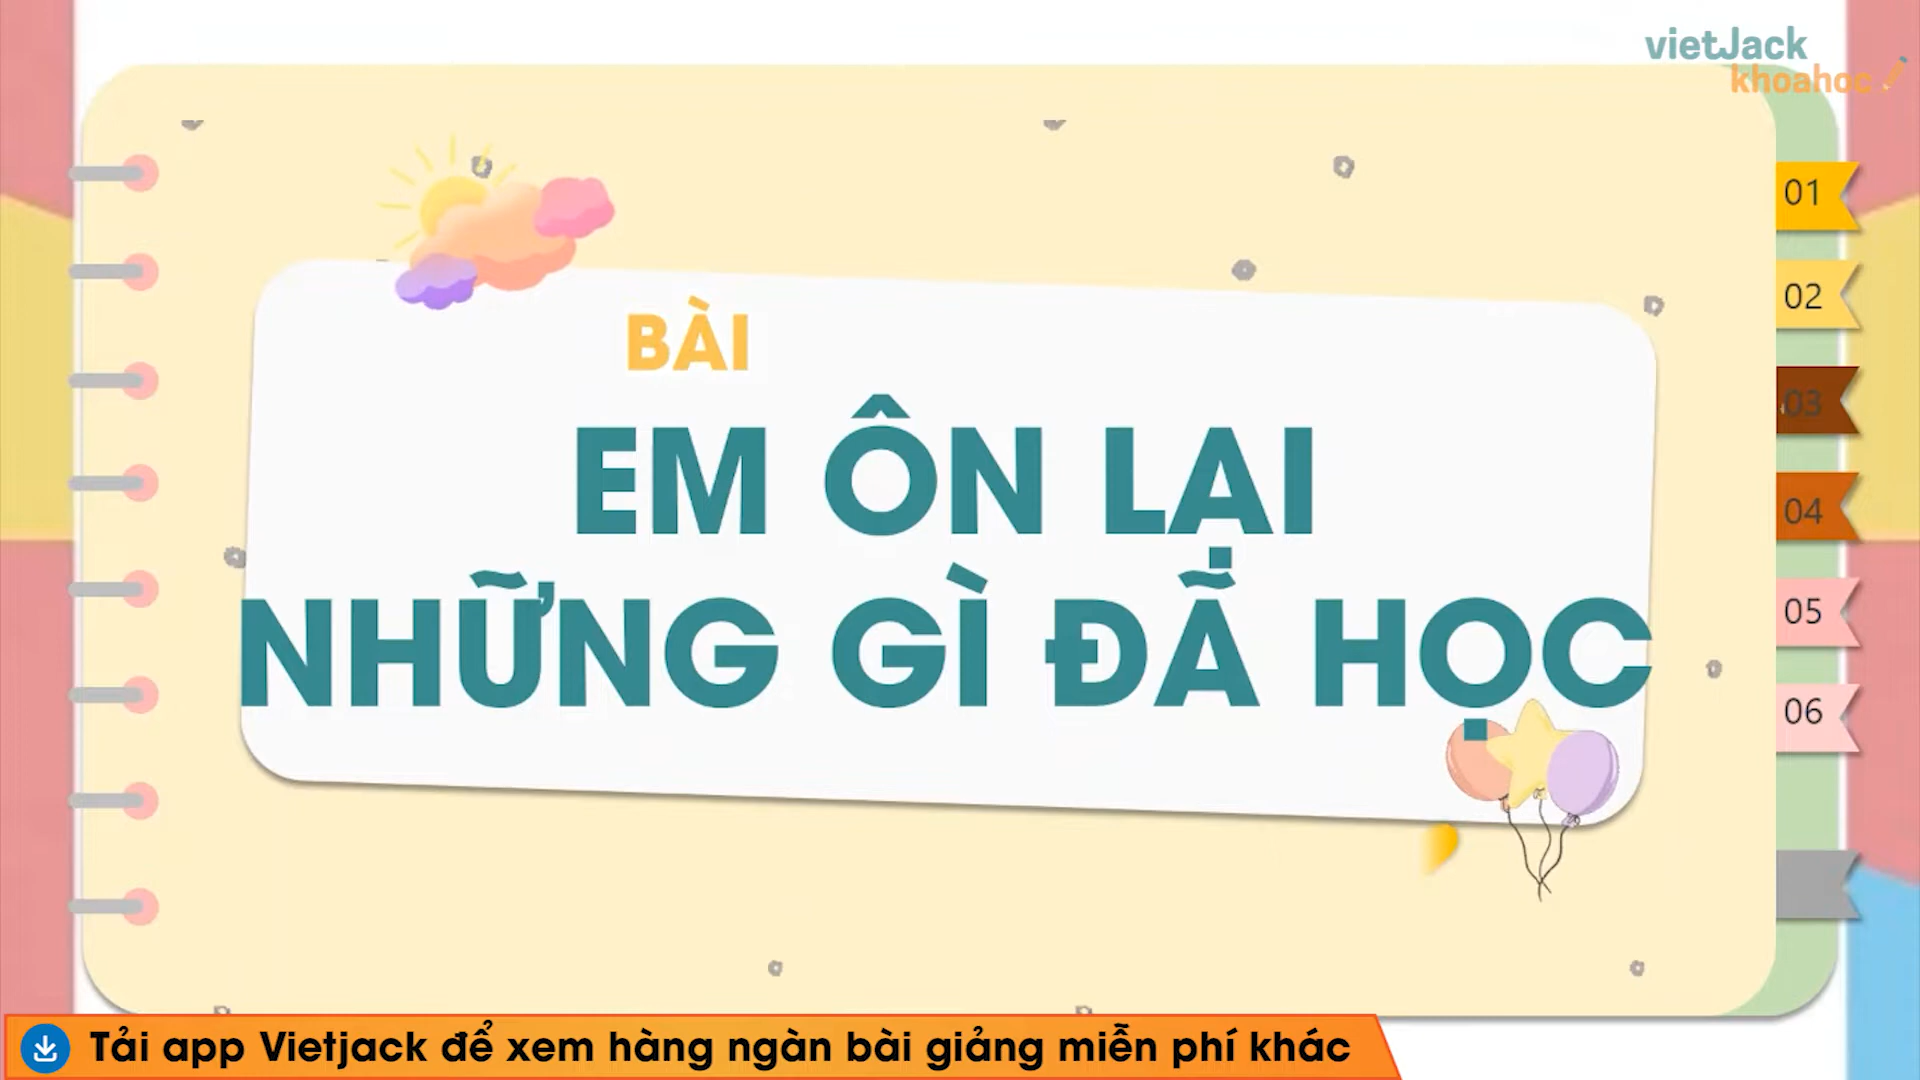 vietJack
khoahoc
BÀI
EM ÔN LẠI
NHỮNG GÌ ĐÃ HỌC
01
02
03
04
05
06
Tải app Vietjack để xem hàng ngàn bài giảng miễn phí khác